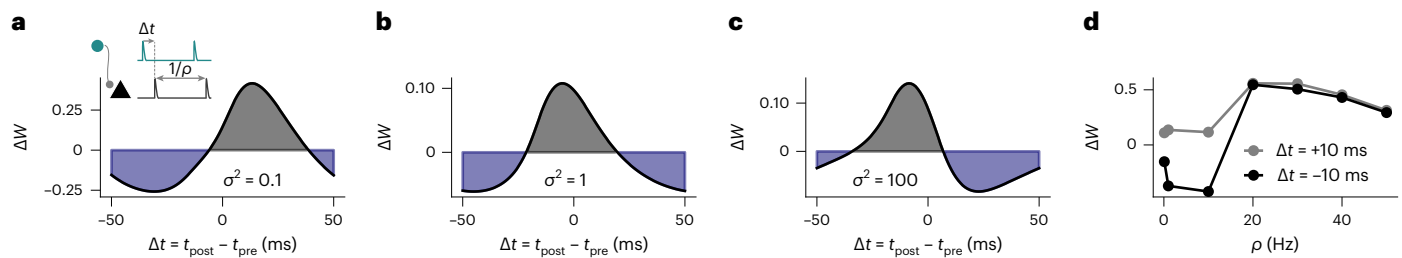 a
Δt
1/ρ
ΔW
0.25
0
−0.25
σ² = 0.1
−50 0 50
Δt = t_post − t_pre (ms)
b
ΔW
0.10
0
σ² = 1
−50 0 50
Δt = t_post − t_pre (ms)
c
ΔW
0.10
0
σ² = 100
−50 0 50
Δt = t_post − t_pre (ms)
d
ΔW
0.5
0
Δt = +10 ms
Δt = −10 ms
0 20 40
ρ (Hz)